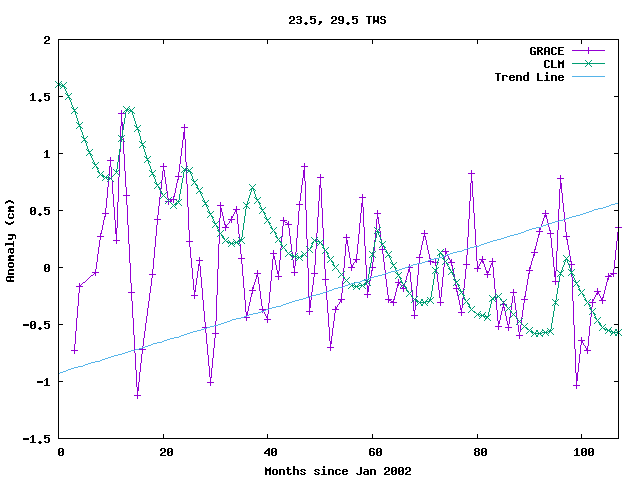 23.5, 29.5 TWS
GRACE
CLM
Trend Line
2
1.5
1
0.5
0
-0.5
-1
-1.5
Anomaly (cm)
0 20 40 60 80 100
Months since Jan 2002